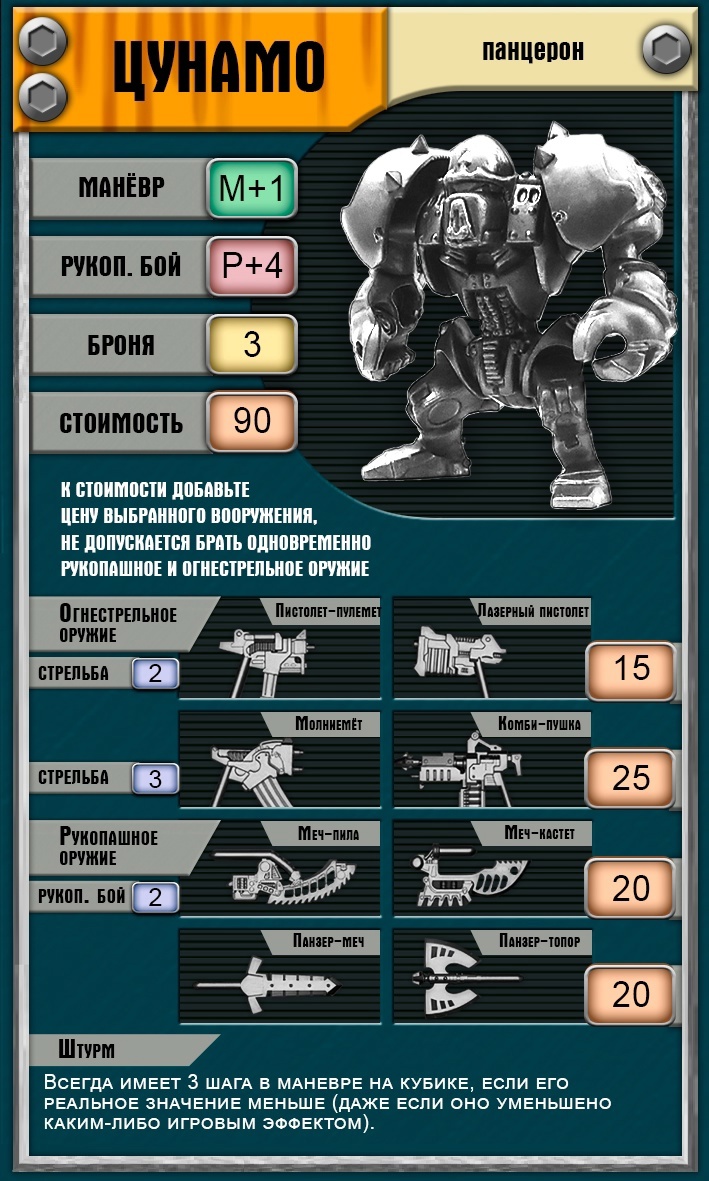 ЦУНАМО
панцерон
МАНЁВР М+1
РУКОП. БОЙ Р+4
БРОНЯ 3
СТОИМОСТЬ 90
К СТОИМОСТИ ДОБАВЬТЕ
ЦЕНУ ВЫБРАННОГО ВООРУЖЕНИЯ,
НЕ ДОПУСКАЕТСЯ БРАТЬ ОДНОВРЕМЕННО
РУКОПАШНОЕ И ОГНЕСТРЕЛЬНОЕ ОРУЖИЕ
ОГНЕСТРЕЛЬНОЕ
ОРУЖИЕ
ПИСТОЛЕТ-ПУЛЕМЕТ
ЛАЗЕРНЫЙ ПИСТОЛЕТ
СТРЕЛЬБА 2
15
МОЛНИЕМЁТ
КОМБИ-ПУШКА
СТРЕЛЬБА 3
25
РУКОПАШНОЕ
ОРУЖИЕ
МЕЧ-ПИЛА
МЕЧ-КАСТЕТ
РУКОП. БОЙ 2
20
ПАНЗЕР-МЕЧ
ПАНЗЕР-ТОПОР
20
ШТУРМ
ВСЕГДА ИМЕЕТ 3 ШАГА В МАНЕВРЕ НА КУБИКЕ, ЕСЛИ ЕГО
РЕАЛЬНОЕ ЗНАЧЕНИЕ МЕНЬШЕ (ДАЖЕ ЕСЛИ ОНО УМЕНЬШЕНО
КАКИМ-ЛИБО ИГРОВЫМ ЭФФЕКТОМ).